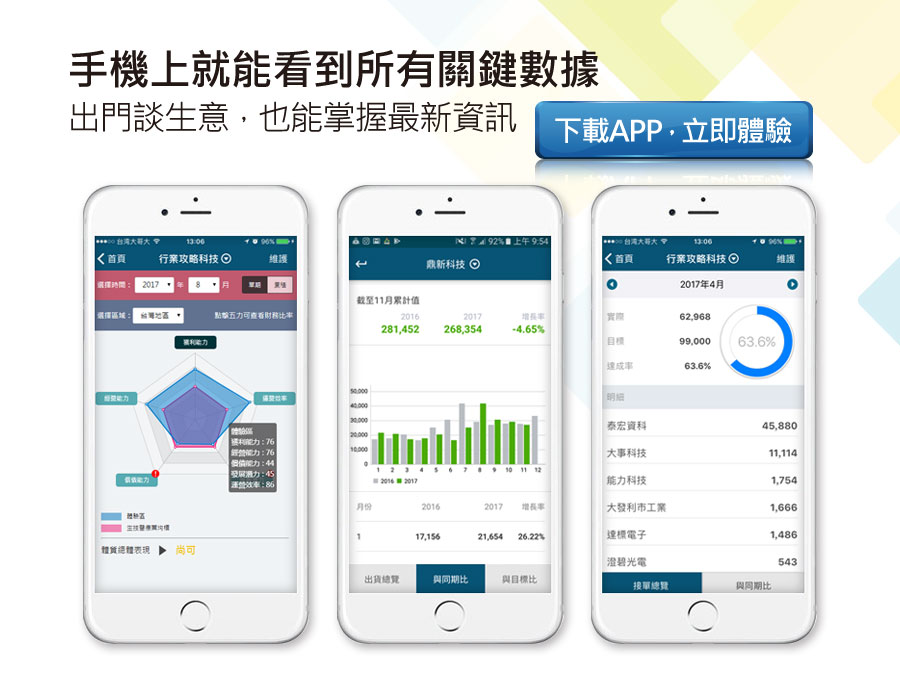 手機上就能看到所有關鍵數據
出門談生意，也能掌握最新資訊
下載APP，立即體驗
台灣大哥大 13:06 96%
首頁 行業攻略科技 維護
選擇時間： 2017 年 8 月 單期 累積
選擇區域： 台灣地區 點擊五力可查看財務比率
獲利能力
經營能力
運營效率
體驗區
獲利能力：76
經營能力：76
償債能力：44
發展潛力：45
運營效率：86
償債能力
體驗區
體質總體表現 尚可
92% 上午 9:54
鼎新科技
截至11月累計值
2016 2017 增長率
281,452 268,354 -4.65%
50,000
40,000
30,000
20,000
10,000
0
1 2 3 4 5 6 7 8 9 10 11 12
2016 2017
月份 2016 2017 增長率
1 17,156 21,654 26.22%
出貨總覽 與同期比 與目標比
台灣大哥大 13:06 96%
首頁 行業攻略科技 維護
2017年4月
實際 62,968
目標 99,000
達成率 63.6%
63.6%
明細
泰宏資科 45,880
大事科技 11,114
能力科技 1,754
大發利市工業 1,666
達標電子 1,486
澄碧光電 543
接單總覽 與同期比